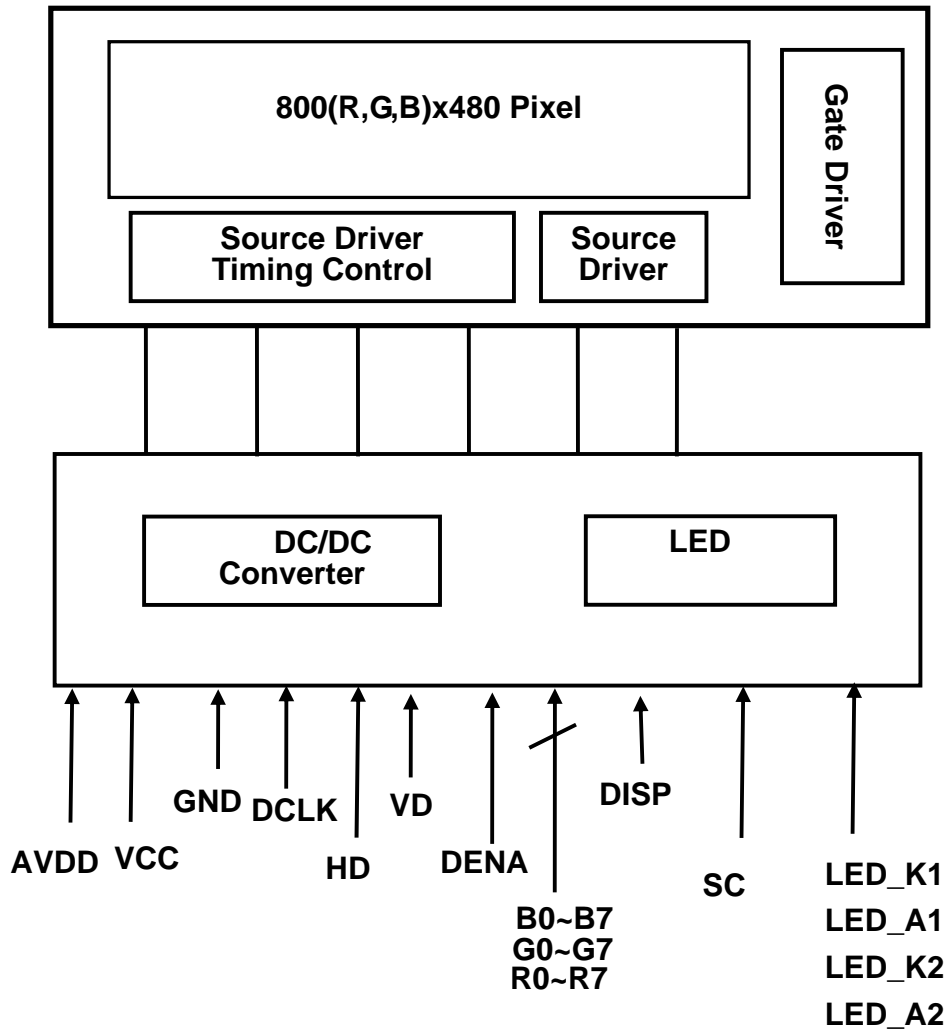 800(R,G,B)x480 Pixel
Gate Driver
Source Driver
Timing Control
Source
Driver
DC/DC
Converter
LED
AVDD
VCC
GND
DCLK
HD
VD
DENA
B0~B7
G0~G7
R0~R7
DISP
SC
LED_K1
LED_A1
LED_K2
LED_A2